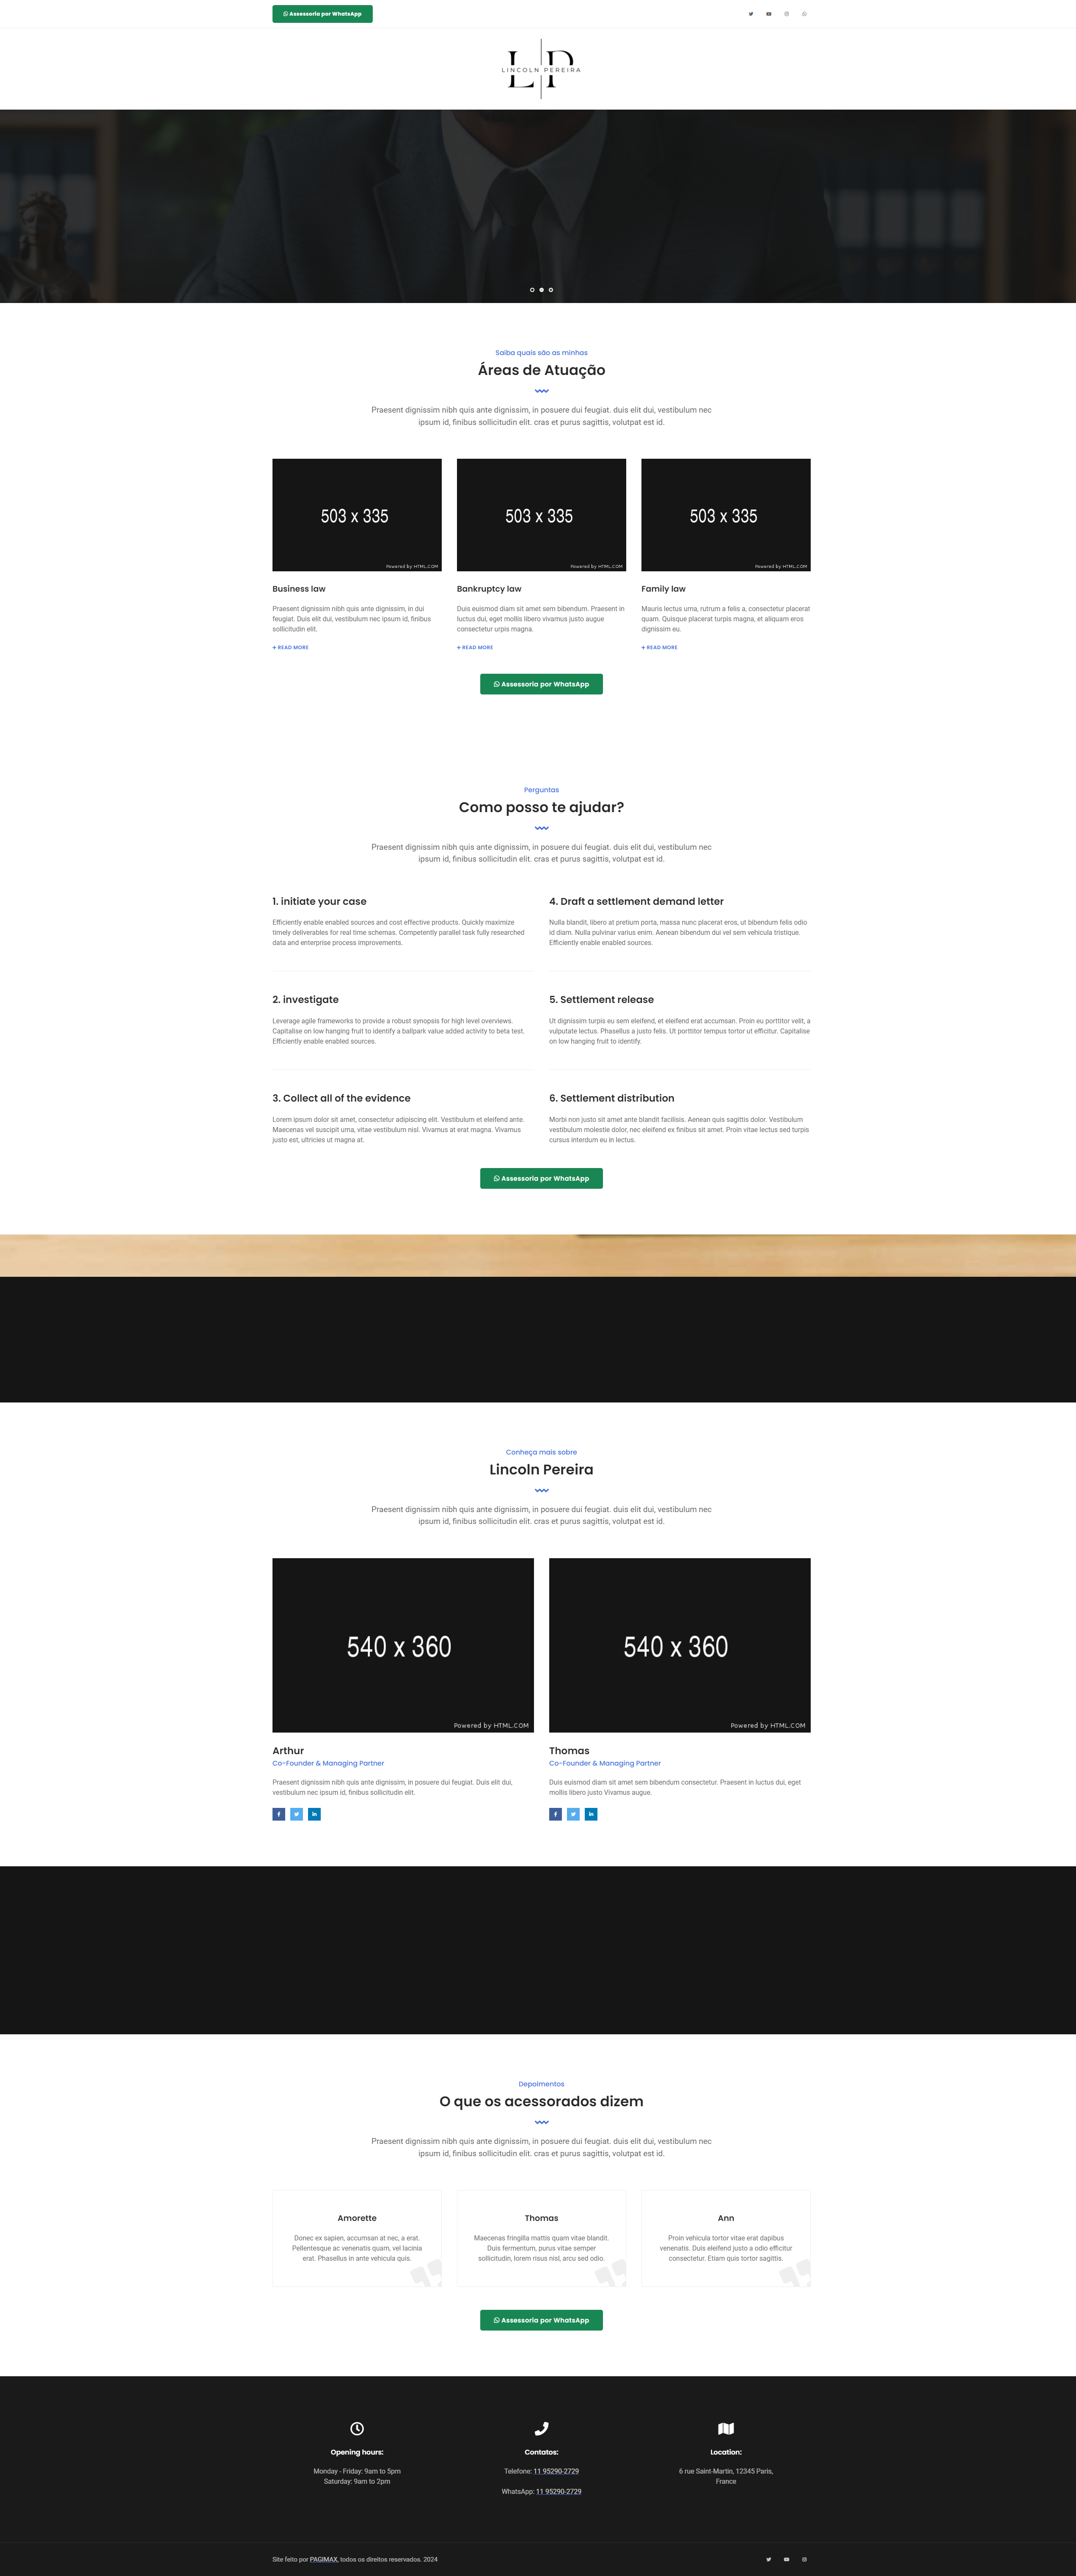 Assessoria por WhatsApp
LP
LINCOLN PEREIRA
Saiba quais são as minhas
Áreas de Atuação
Praesent dignissim nibh quis ante dignissim, in posuere dui feugiat. duis elit dui, vestibulum nec
ipsum id, finibus sollicitudin elit. cras et purus sagittis, volutpat est id.
503 x 335
Powered by HTML.COM
503 x 335
Powered by HTML.COM
503 x 335
Powered by HTML.COM
Business law
Praesent dignissim nibh quis ante dignissim, in dui
feugiat. Duis elit dui, vestibulum nec ipsum id, finibus
sollicitudin elit.
+ READ MORE
Bankruptcy law
Duis euismod diam sit amet sem bibendum. Praesent in
luctus dui, eget mollis libero vivamus justo augue
consectetur urpis magna.
+ READ MORE
Family law
Mauris lectus urna, rutrum a felis a, consectetur placerat
quam. Quisque placerat turpis magna, et aliquam eros
dignissim eu.
+ READ MORE
Assessoria por WhatsApp
Perguntas
Como posso te ajudar?
Praesent dignissim nibh quis ante dignissim, in posuere dui feugiat. duis elit dui, vestibulum nec
ipsum id, finibus sollicitudin elit. cras et purus sagittis, volutpat est id.
1. initiate your case
Efficiently enable enabled sources and cost effective products. Quickly maximize
timely deliverables for real time schemas. Competently parallel task fully researched
data and enterprise process improvements.
4. Draft a settlement demand letter
Nulla blandit, libero at pretium porta, massa nunc placerat eros, ut bibendum felis odio
id diam. Nulla pulvinar varius enim. Aenean bibendum dui vel sem vehicula tristique.
Efficiently enable enabled sources.
2. investigate
Leverage agile frameworks to provide a robust synopsis for high level overviews.
Capitalise on low hanging fruit to identify a ballpark value added activity to beta test.
Efficiently enable enabled sources.
5. Settlement release
Ut dignissim turpis eu sem eleifend, et eleifend erat accumsan. Proin eu porttitor velit, a
vulputate lectus. Phasellus a justo felis. Ut porttitor tempus tortor ut efficitur. Capitalise
on low hanging fruit to identify.
3. Collect all of the evidence
Lorem ipsum dolor sit amet, consectetur adipiscing elit. Vestibulum et eleifend ante.
Maecenas vel suscipit urna, vitae vestibulum nisl. Vivamus at erat magna. Vivamus
justo est, ultricies ut magna at.
6. Settlement distribution
Morbi non justo sit amet ante blandit facilisis. Aenean quis sagittis dolor. Vestibulum
vestibulum molestie dolor, nec eleifend ex finibus sit amet. Proin vitae lectus sed turpis
cursus interdum eu in lectus.
Assessoria por WhatsApp
Conheça mais sobre
Lincoln Pereira
Praesent dignissim nibh quis ante dignissim, in posuere dui feugiat. duis elit dui, vestibulum nec
ipsum id, finibus sollicitudin elit. cras et purus sagittis, volutpat est id.
540 x 360
Powered by HTML.COM
540 x 360
Powered by HTML.COM
Arthur
Co-Founder & Managing Partner
Praesent dignissim nibh quis ante dignissim, in posuere dui feugiat. Duis elit dui,
vestibulum nec ipsum id, finibus sollicitudin elit.
Thomas
Co-Founder & Managing Partner
Duis euismod diam sit amet sem bibendum consectetur. Praesent in luctus dui, eget
mollis libero justo Vivamus augue.
Depoimentos
O que os acessorados dizem
Praesent dignissim nibh quis ante dignissim, in posuere dui feugiat. duis elit dui, vestibulum nec
ipsum id, finibus sollicitudin elit. cras et purus sagittis, volutpat est id.
Amorette
Donec ex sapien, accumsan at nec, a erat.
Pellentesque ac venenatis quam, vel lacinia
erat. Phasellus in ante vehicula quis.
Thomas
Maecenas fringilla mattis quam vitae blandit.
Duis fermentum, purus vitae semper
sollicitudin, lorem risus nisl, arcu sed odio.
Ann
Proin vehicula tortor vitae erat dapibus
venenatis. Duis eleifend justo a odio efficitur
consectetur. Etiam quis tortor sagittis.
Assessoria por WhatsApp
Opening hours:
Monday - Friday: 9am to 5pm
Saturday: 9am to 2pm
Contatos:
Telefone: 11 95290-2729
WhatsApp: 11 95290-2729
Location:
6 rue Saint-Martin, 12345 Paris,
France
Site feito por PAGIMAX, todos os direitos reservados. 2024